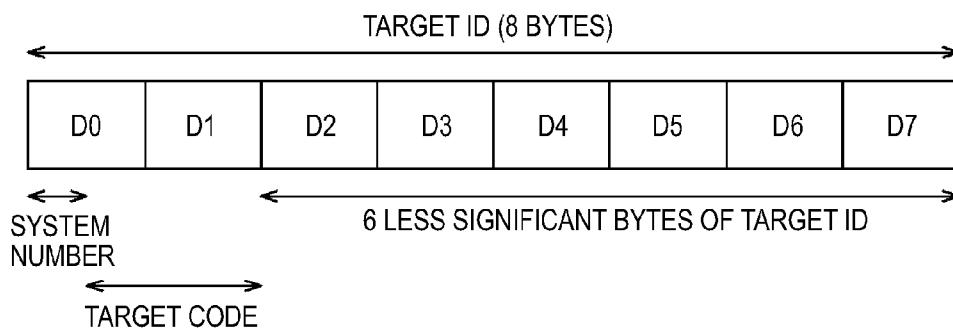 TARGET ID (8 BYTES)
D0 D1 D2 D3 D4 D5 D6 D7
SYSTEM
NUMBER
6 LESS SIGNIFICANT BYTES OF TARGET ID
TARGET CODE